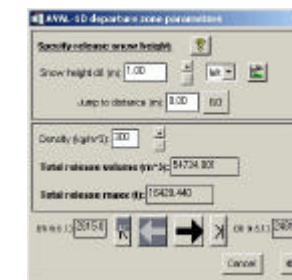 AVAL-1D departure zone parameters
Specify release snow height: ?
Snow height d0 (m): 1.00
Jump to distance (m): 0.00 GO
Density (kg/m^3): 300
Total release volume (m^3): 54734.801
Total release mass (t): 16420.440
Cancel